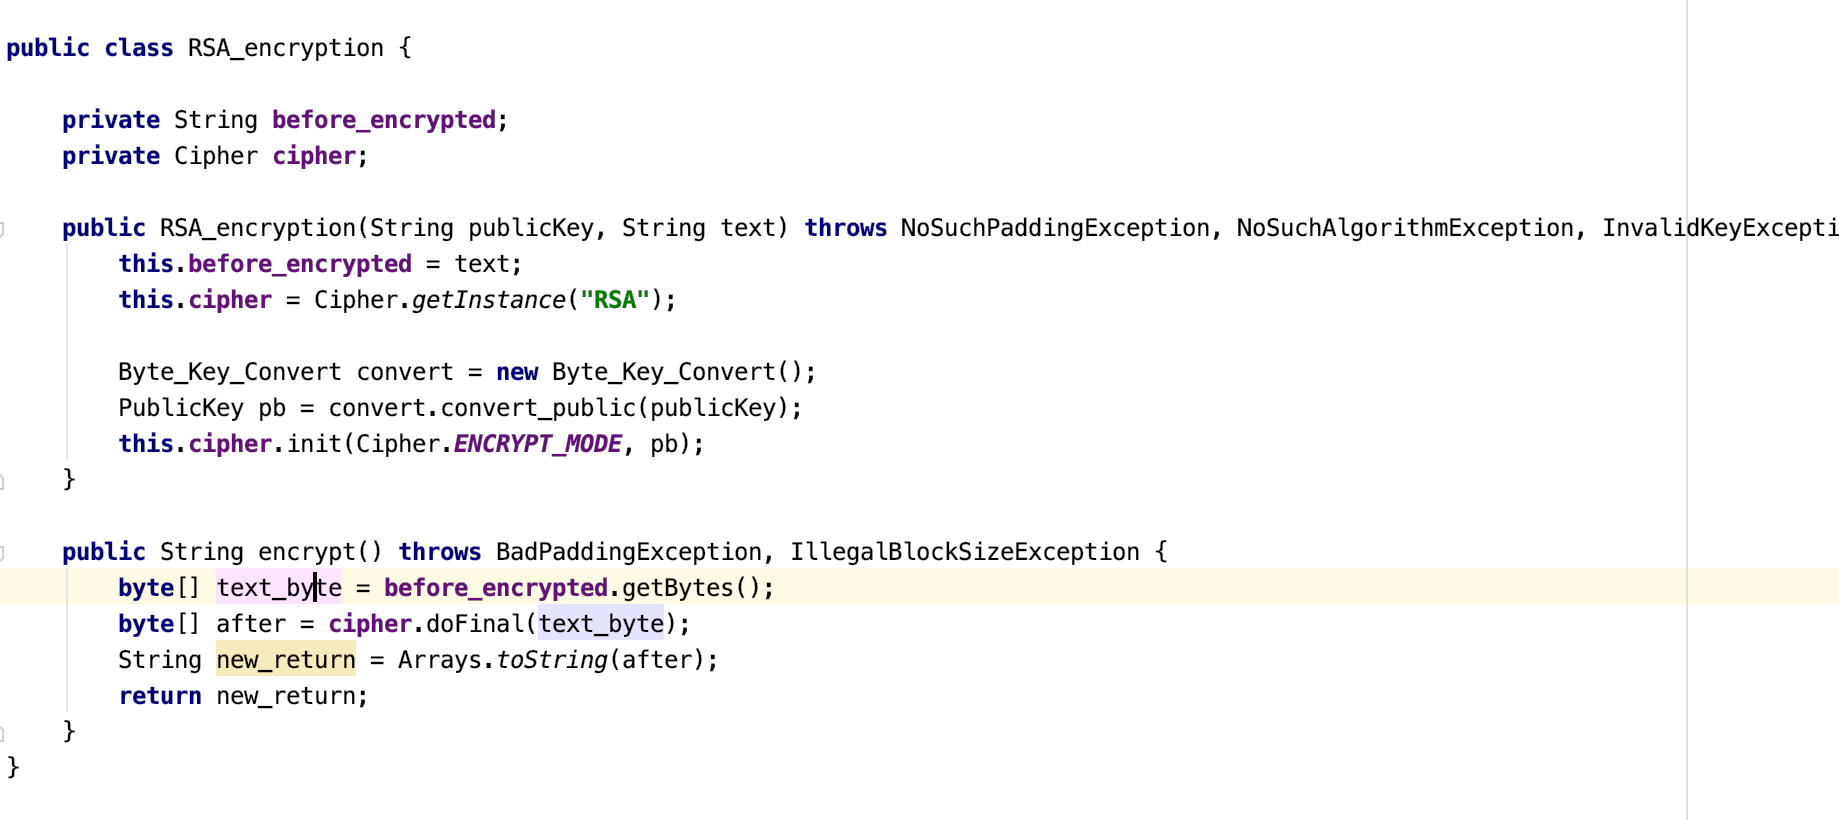 public class RSA_encryption {
private String before_encrypted;
private Cipher cipher;
public RSA_encryption(String publicKey, String text) throws NoSuchPaddingException, NoSuchAlgorithmException, InvalidKeyExcepti
this.before_encrypted = text;
this.cipher = Cipher.getInstance("RSA");
Byte_Key_Convert convert = new Byte_Key_Convert();
PublicKey pb = convert.convert_public(publicKey);
this.cipher.init(Cipher.ENCRYPT_MODE, pb);
}
public String encrypt() throws BadPaddingException, IllegalBlockSizeException {
byte[] text_byte = before_encrypted.getBytes();
byte[] after = cipher.doFinal(text_byte);
String new_return = Arrays.toString(after);
return new_return;
}
}